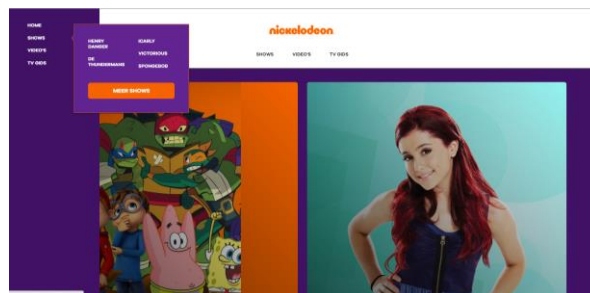 HOME
SHOWS
VIDEO'S
TV GIDS
HENRY
DANGER
DE
THUNDERMANS
ICARLY
VICTORIOUS
SPONGEBOB
MEER SHOWS
nickelodeon
SHOWS VIDEO'S TV GIDS